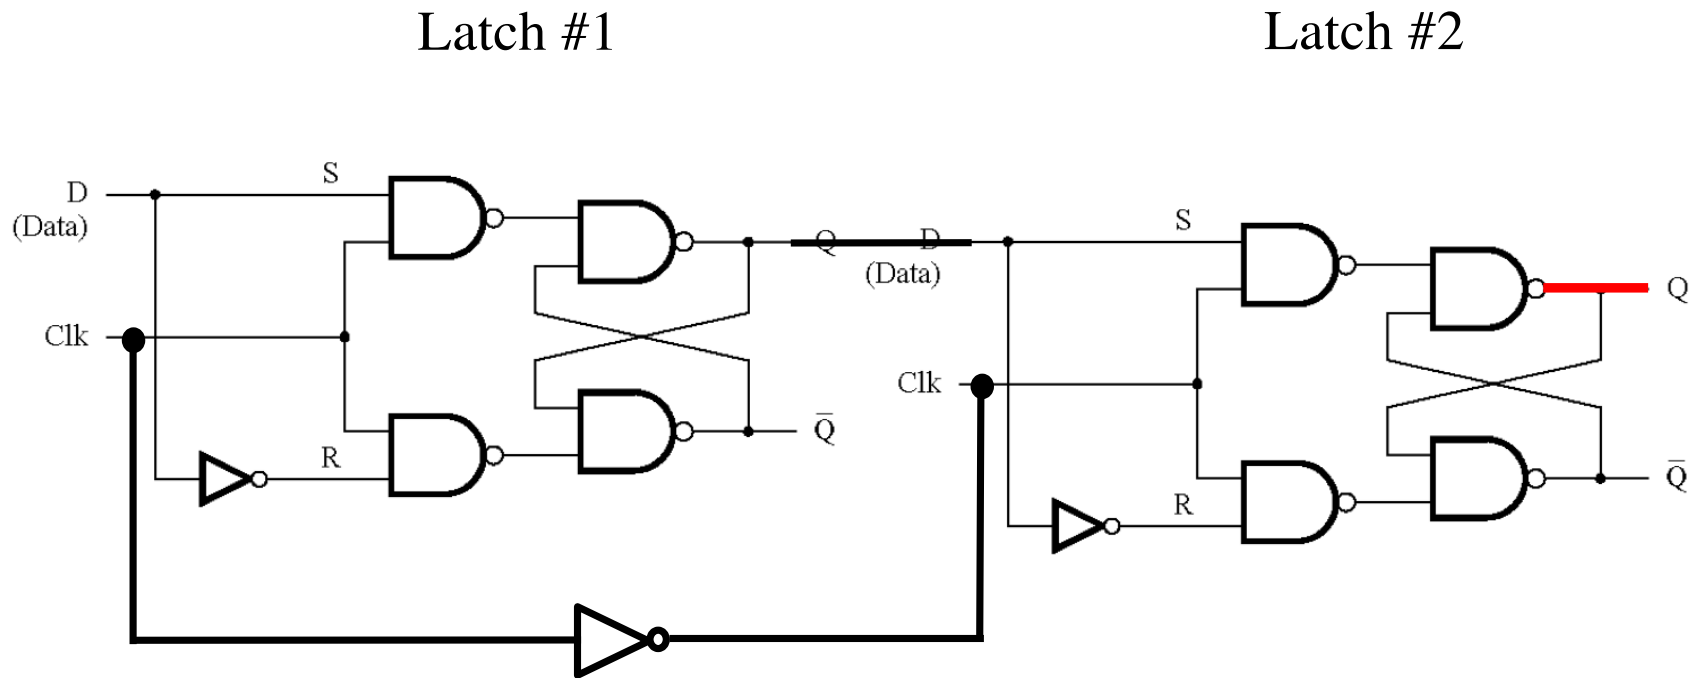 Latch #1
Latch #2
D
(Data)
S
Clk
R
Q
Q̅
D
(Data)
S
Clk
R
Q
Q̅